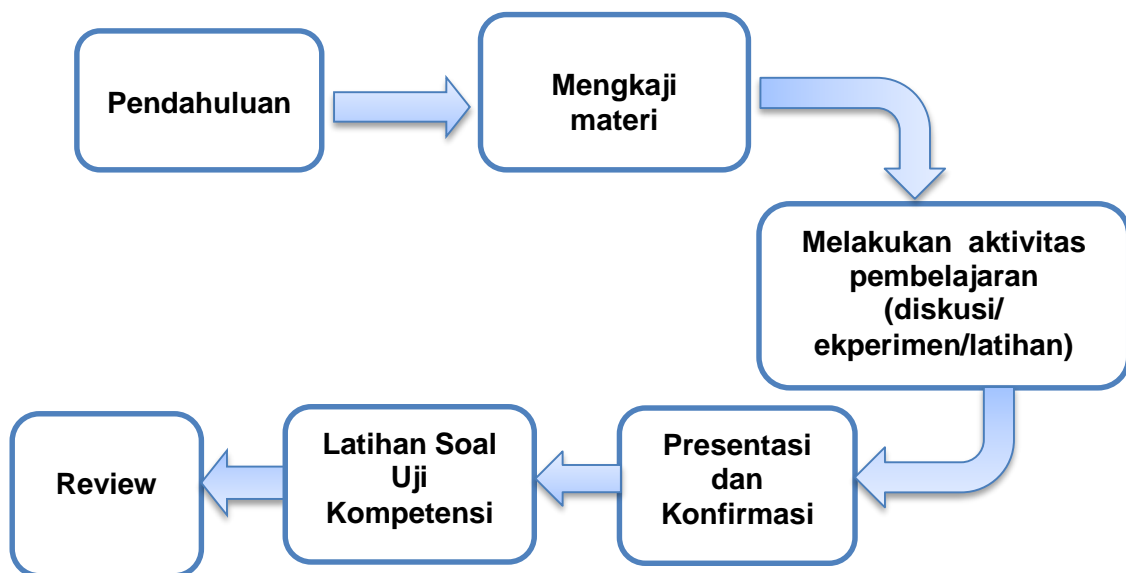 Pendahuluan
Mengkaji
materi
Melakukan aktivitas
pembelajaran
(diskusi/
ekperimen/latihan)
Presentasi
dan
Konfirmasi
Latihan Soal
Uji
Kompetensi
Review